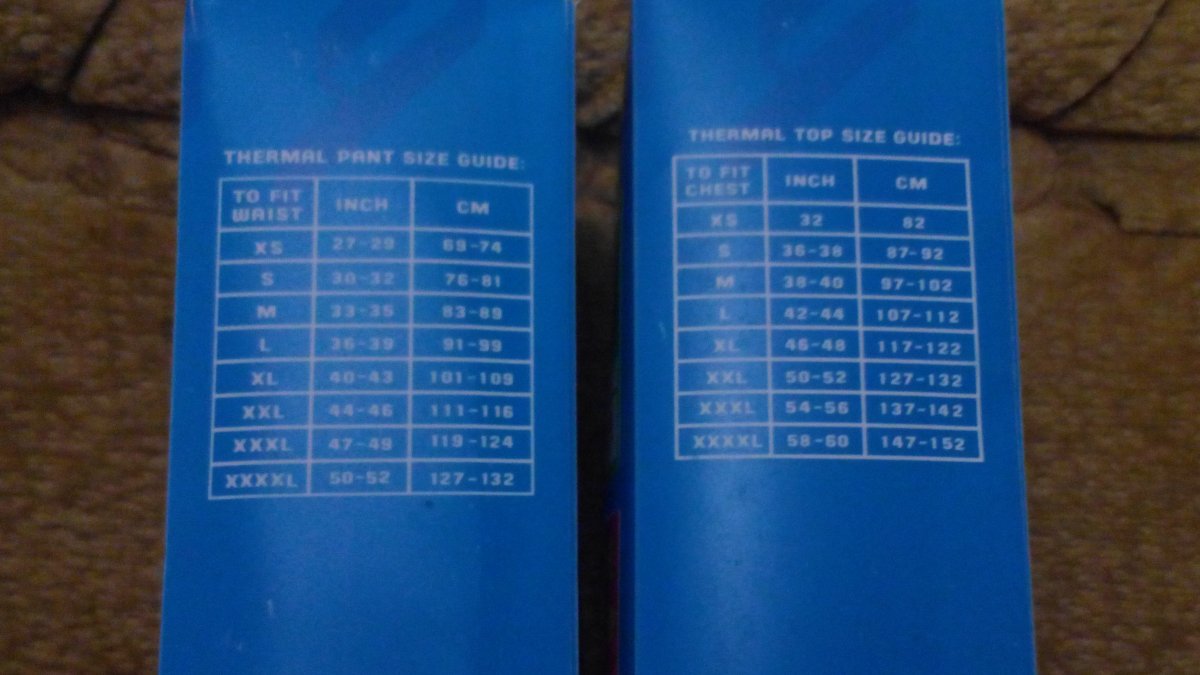 THERMAL PANT SIZE GUIDE:
TO FIT WAIST INCH CM
XS 27-29 69-74
S 30-32 76-81
M 33-35 83-89
L 36-39 91-99
XL 40-43 101-109
XXL 44-46 111-116
XXXL 47-49 119-124
XXXXL 50-52 127-132
THERMAL TOP SIZE GUIDE:
TO FIT CHEST INCH CM
XS 32 82
S 36-38 87-92
M 38-40 97-102
L 42-44 107-112
XL 46-48 117-122
XXL 50-52 127-132
XXXL 54-56 137-142
XXXXL 58-60 147-152